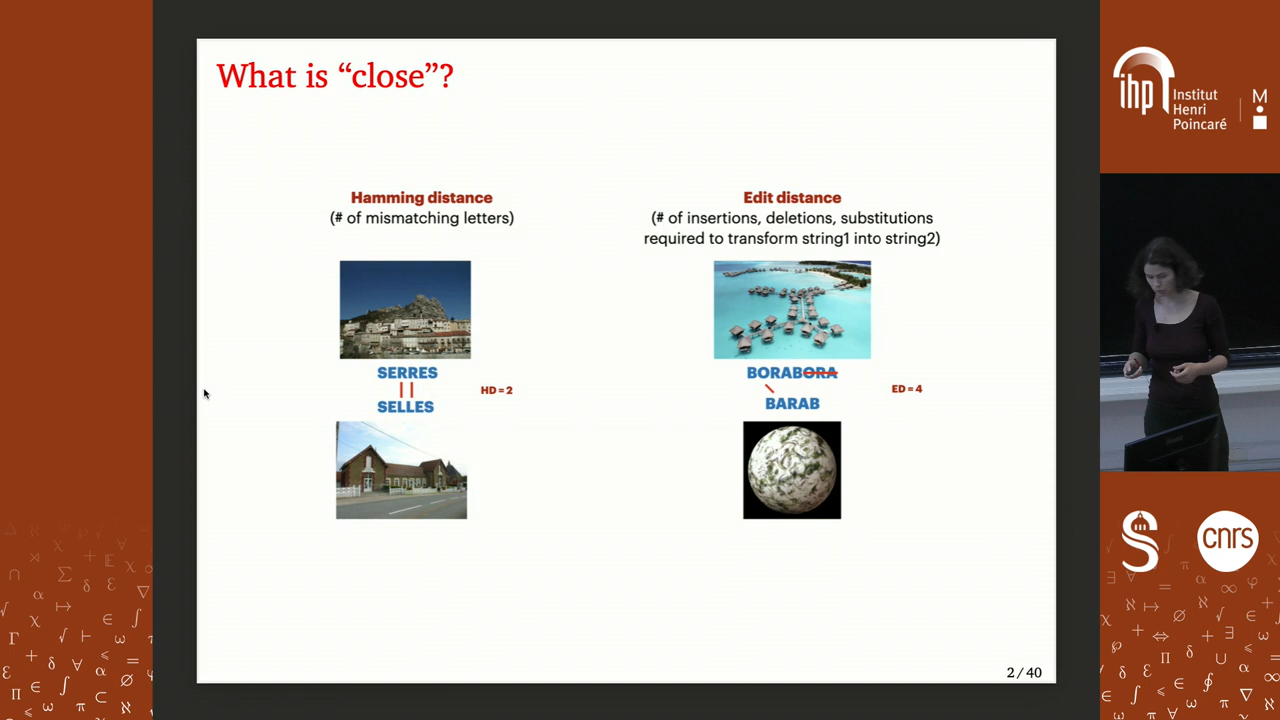 What is “close”?
Hamming distance
(# of mismatching letters)
SERRES
SELLES
HD = 2
Edit distance
(# of insertions, deletions, substitutions
required to transform string1 into string2)
BORABORA
BARAB
ED = 4
2 / 40
ihp
Institut
Henri
Poincaré
M
S
cnrs